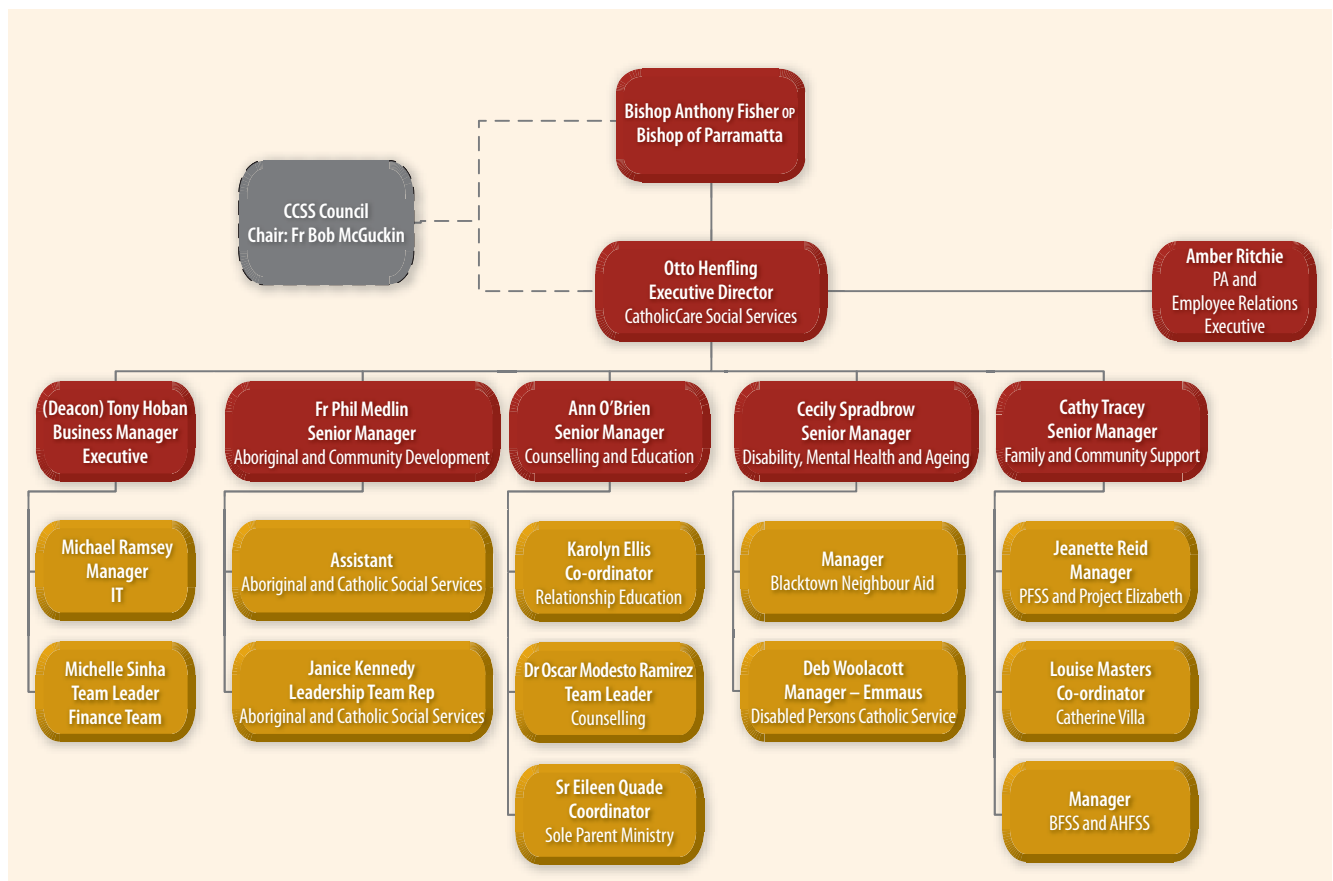 Bishop Anthony Fisher OP
Bishop of Parramatta
CCSS Council
Chair: Fr Bob McGuckin
Otto Henfling
Executive Director
CatholicCare Social Services
Amber Ritchie
PA and
Employee Relations
Executive
(Deacon) Tony Hoban
Business Manager
Executive
Fr Phil Medlin
Senior Manager
Aboriginal and Community Development
Ann O'Brien
Senior Manager
Counselling and Education
Cecily Spradbrow
Senior Manager
Disability, Mental Health and Ageing
Cathy Tracey
Senior Manager
Family and Community Support
Michael Ramsey
Manager
IT
Assistant
Aboriginal and Catholic Social Services
Karolyn Ellis
Co-ordinator
Relationship Education
Manager
Blacktown Neighbour Aid
Jeanette Reid
Manager
PFSS and Project Elizabeth
Michelle Sinha
Team Leader
Finance Team
Janice Kennedy
Leadership Team Rep
Aboriginal and Catholic Social Services
Dr Oscar Modesto Ramirez
Team Leader
Counselling
Deb Woolacott
Manager – Emmaus
Disabled Persons Catholic Service
Louise Masters
Co-ordinator
Catherine Villa
Sr Eileen Quade
Coordinator
Sole Parent Ministry
Manager
BFSS and AHFSS